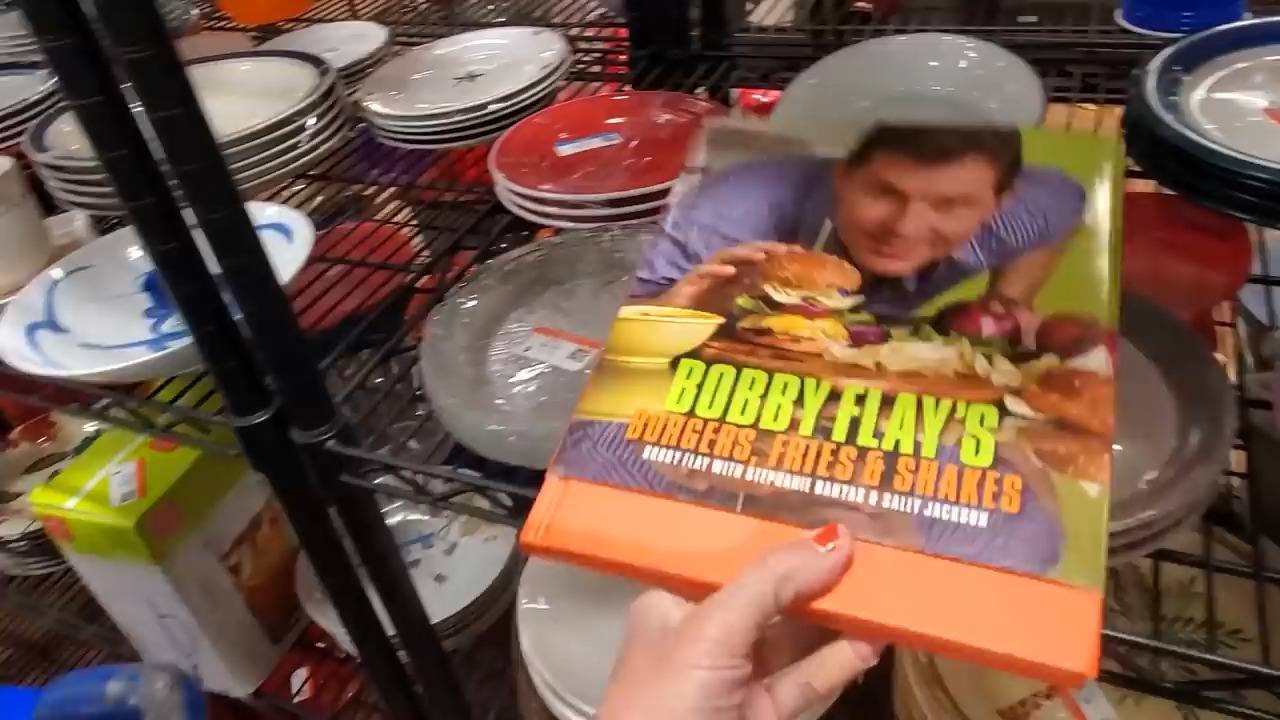 BOBBY FLAY'S
BURGERS, FRIES & SHAKES
BOBBY FLAY WITH STEPHANIE BANYAS & SALLY JACKSON